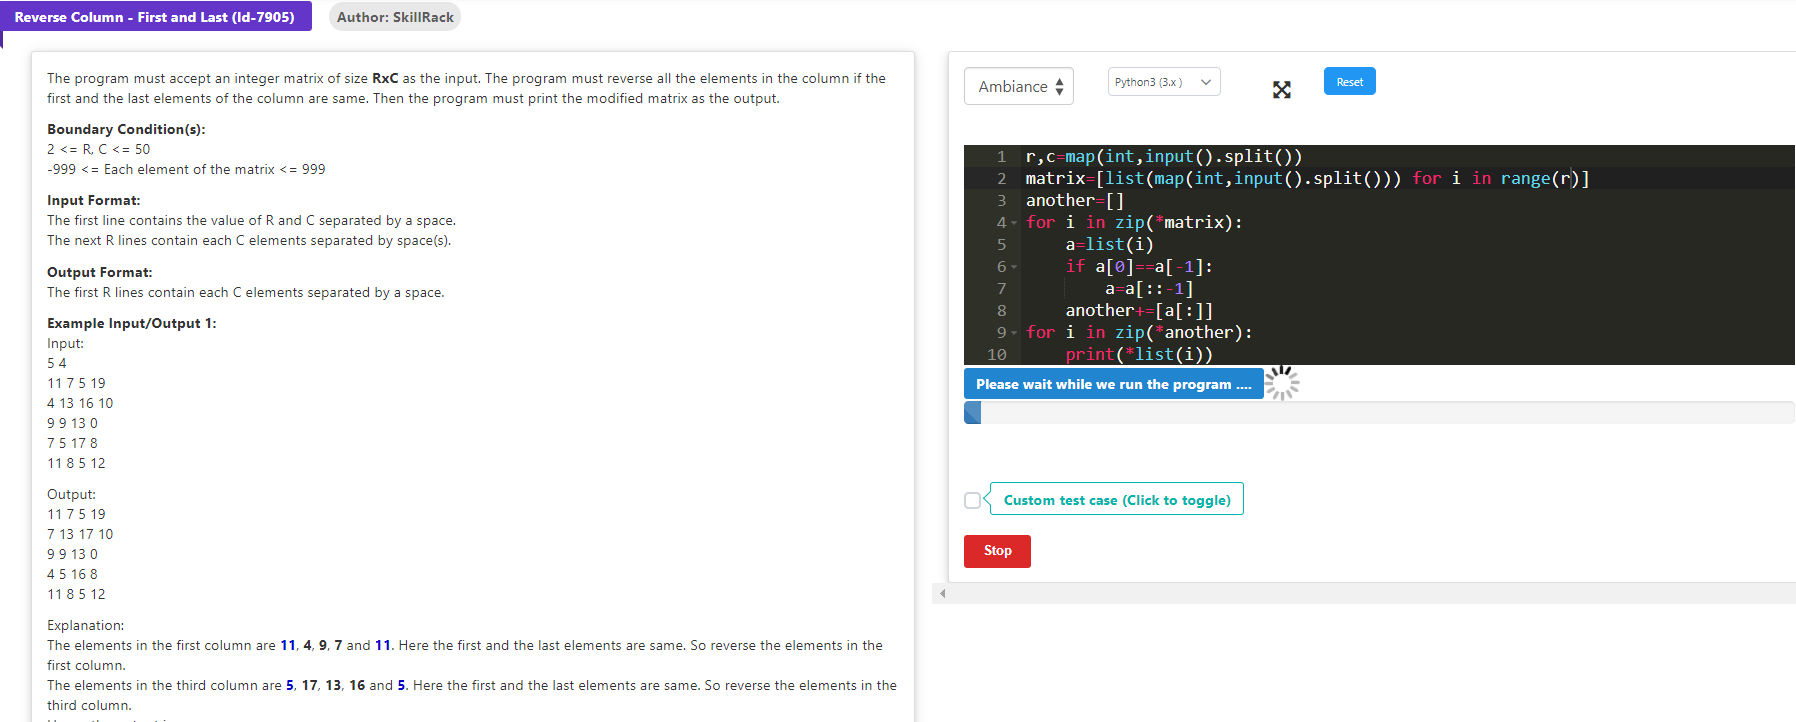 Reverse Column - First and Last (Id-7905)
Author: SkillRack
The program must accept an integer matrix of size RxC as the input. The program must reverse all the elements in the column if the
first and the last elements of the column are same. Then the program must print the modified matrix as the output.
Boundary Condition(s):
2 <= R, C <= 50
-999 <= Each element of the matrix <= 999
Input Format:
The first line contains the value of R and C separated by a space.
The next R lines contain each C elements separated by space(s).
Output Format:
The first R lines contain each C elements separated by a space.
Example Input/Output 1:
Input:
5 4
11 7 5 19
4 13 16 10
9 9 13 0
7 5 17 8
11 8 5 12
Output:
11 7 5 19
7 13 17 10
9 9 13 0
4 5 16 8
11 8 5 12
Explanation:
The elements in the first column are 11, 4, 9, 7 and 11. Here the first and the last elements are same. So reverse the elements in the
first column.
The elements in the third column are 5, 17, 13, 16 and 5. Here the first and the last elements are same. So reverse the elements in the
third column.
Ambiance
Python3 (3.x)
Reset
1 r,c=map(int,input().split())
2 matrix=[list(map(int,input().split())) for i in range(r)]
3 another=[]
4 for i in zip(*matrix):
5 a=list(i)
6 if a[0]==a[-1]:
7 a=a[::-1]
8 another+=[a[:]]
9 for i in zip(*another):
10 print(*list(i))
Please wait while we run the program ....
Custom test case (Click to toggle)
Stop